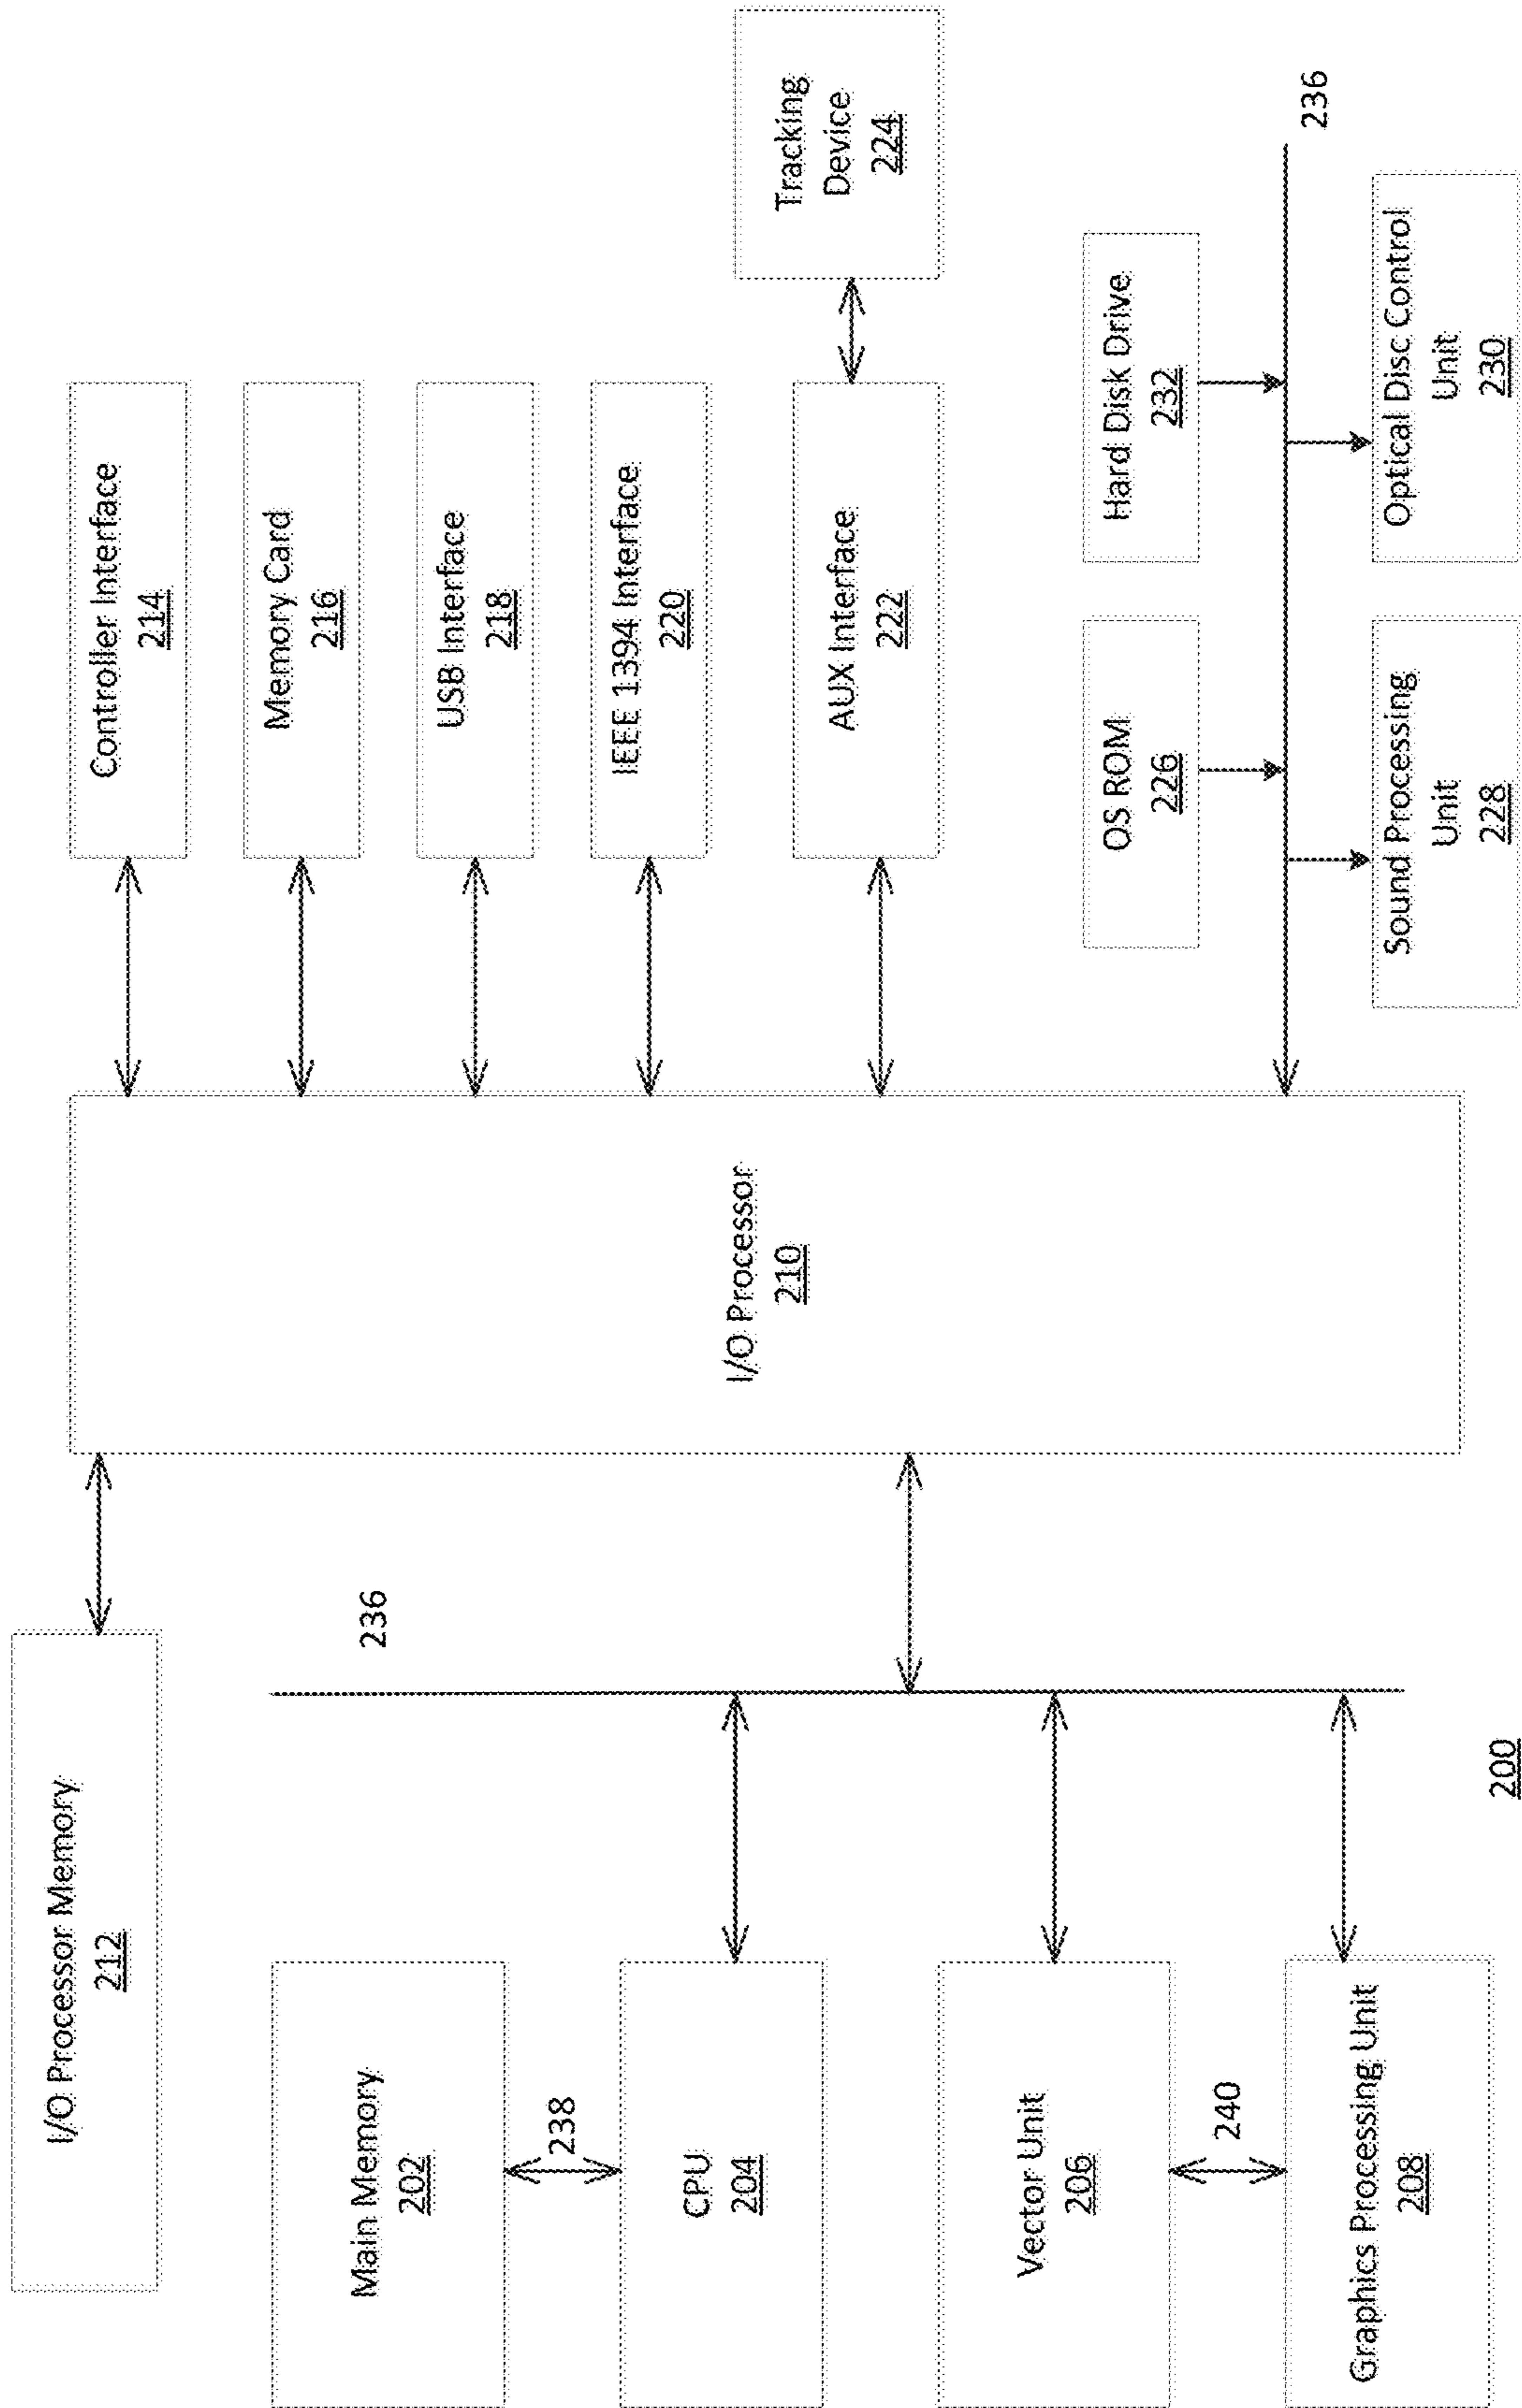 I/O Processor Memory
212
Main Memory
202
238
CPU
204
Vector Unit
206
240
Graphics Processing Unit
208
236
I/O Processor
210
Controller Interface
214
Memory Card
216
USB Interface
218
IEEE 1394 Interface
220
AUX Interface
222
Tracking
Device
224
OS ROM
226
Hard Disk Drive
232
236
Sound Processing
Unit
228
Optical Disc Control
Unit
230
200